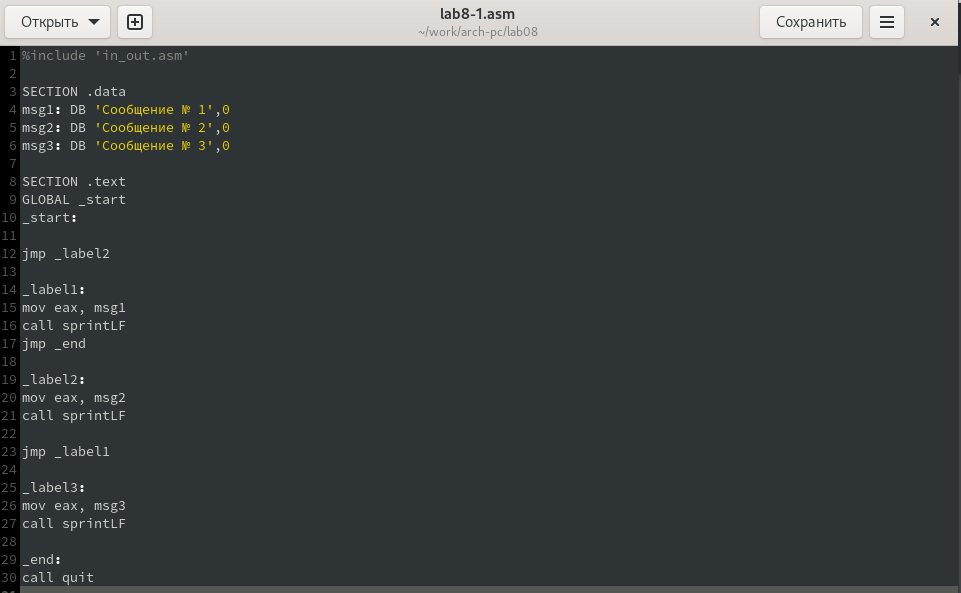 Открыть
lab8-1.asm
~/work/arch-pc/lab08
Сохранить
1 %include 'in_out.asm'
2
3 SECTION .data
4 msg1: DB 'Сообщение № 1',0
5 msg2: DB 'Сообщение № 2',0
6 msg3: DB 'Сообщение № 3',0
7
8 SECTION .text
9 GLOBAL _start
10 _start:
11
12 jmp _label2
13
14 _label1:
15 mov eax, msg1
16 call sprintLF
17 jmp _end
18
19 _label2:
20 mov eax, msg2
21 call sprintLF
22
23 jmp _label1
24
25 _label3:
26 mov eax, msg3
27 call sprintLF
28
29 _end:
30 call quit